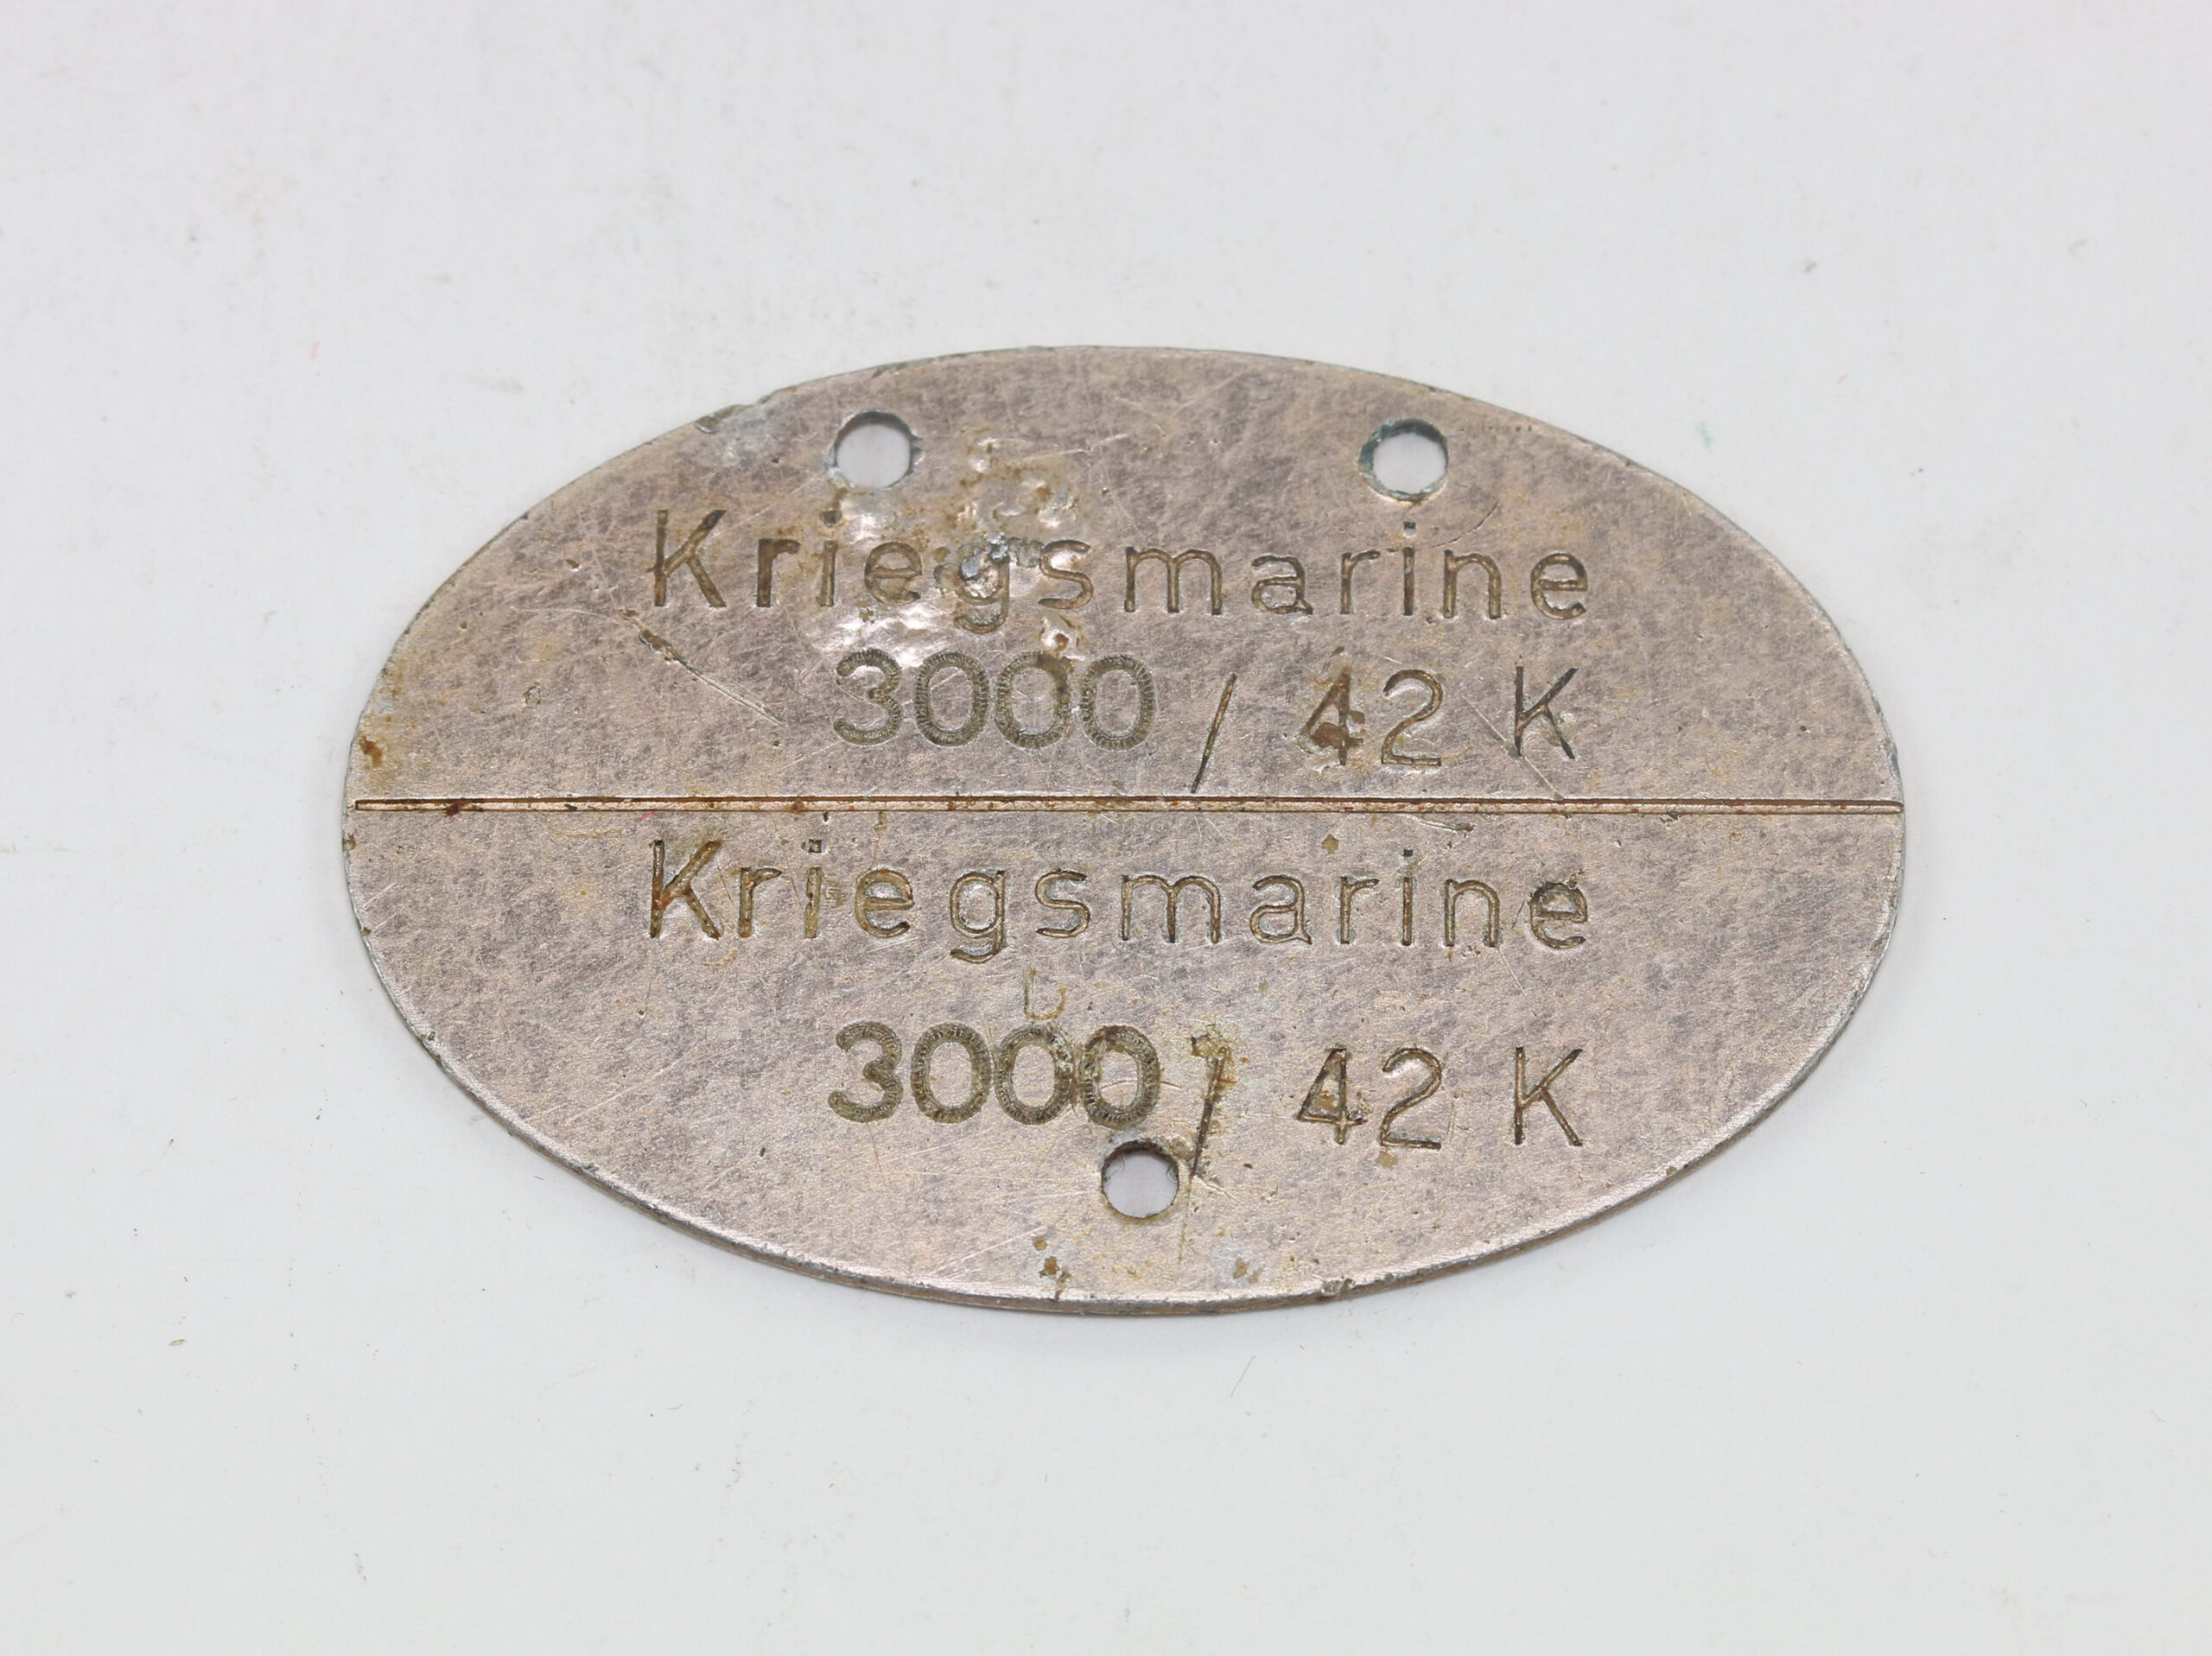 Kriegsmarine
3000 / 42 K
Kriegsmarine
3000 / 42 K